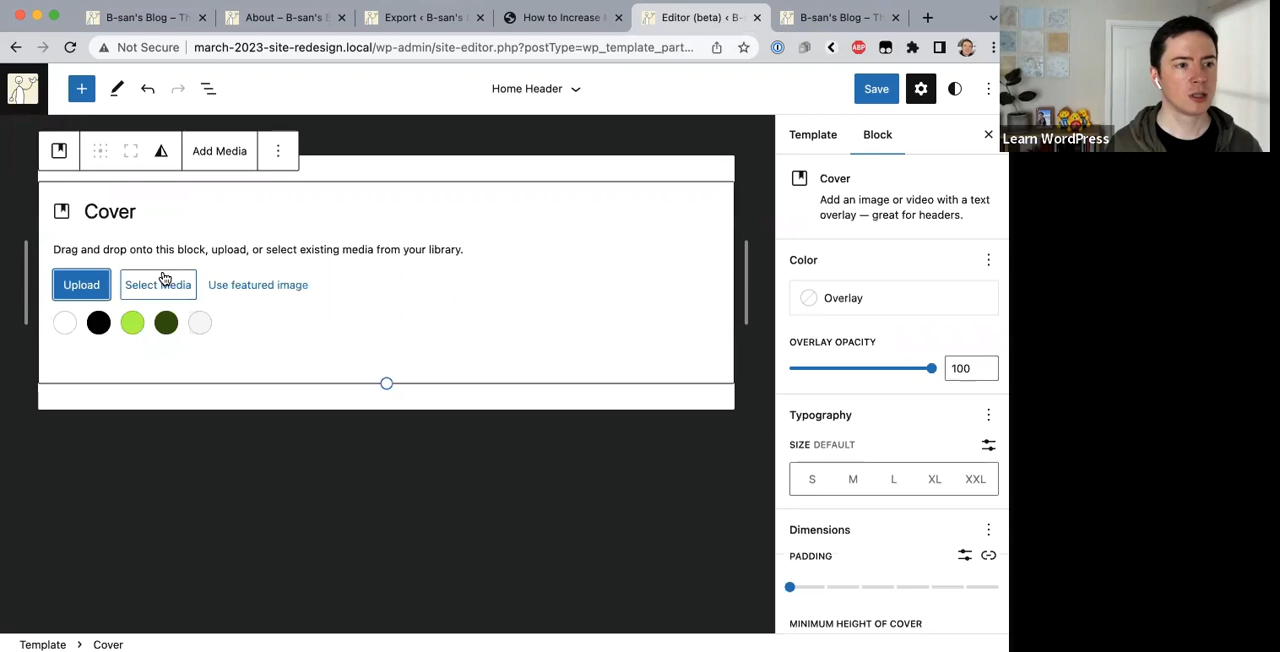 B-san's Blog – Th
About – B-san's B
Export ‹ B-san's
How to Increase
Editor (beta) ‹ B-
B-san's Blog – Th
Not Secure
march-2023-site-redesign.local/wp-admin/site-editor.php?postType=wp_template_part...
ABP
Home Header
Save
Learn WordPress
Add Media
Template
Block
Cover
Add an image or video with a text
overlay — great for headers.
Cover
Drag and drop onto this block, upload, or select existing media from your library.
Upload
Select Media
Use featured image
Color
Overlay
OVERLAY OPACITY
100
Typography
SIZE DEFAULT
S M L XL XXL
Dimensions
PADDING
MINIMUM HEIGHT OF COVER
Template > Cover